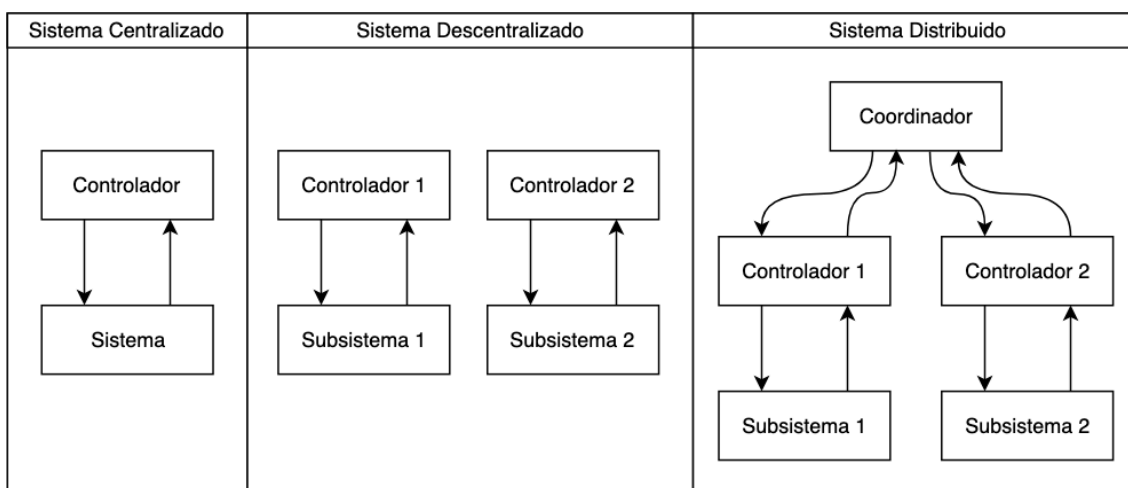 Sistema Centralizado
Sistema Descentralizado
Sistema Distribuido
Controlador
Sistema
Controlador 1
Controlador 2
Subsistema 1
Subsistema 2
Coordinador
Controlador 1
Controlador 2
Subsistema 1
Subsistema 2